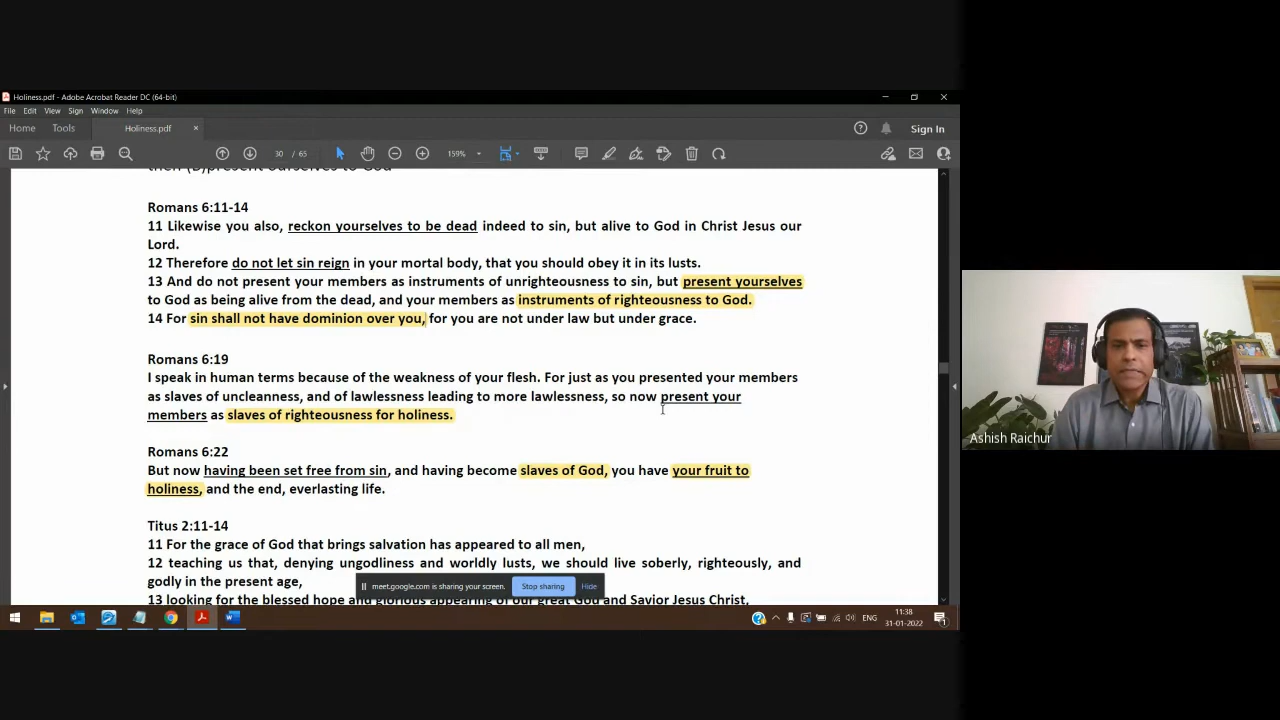 Holiness.pdf - Adobe Acrobat Reader DC (64-bit)
File Edit View Sign Window Help
Home Tools Holiness.pdf × Sign In
30 / 65 159%
then (B)present ourselves to God
Romans 6:11-14
11 Likewise you also, reckon yourselves to be dead indeed to sin, but alive to God in Christ Jesus our
Lord.
12 Therefore do not let sin reign in your mortal body, that you should obey it in its lusts.
13 And do not present your members as instruments of unrighteousness to sin, but present yourselves
to God as being alive from the dead, and your members as instruments of righteousness to God.
14 For sin shall not have dominion over you, for you are not under law but under grace.
Romans 6:19
I speak in human terms because of the weakness of your flesh. For just as you presented your members
as slaves of uncleanness, and of lawlessness leading to more lawlessness, so now present your
members as slaves of righteousness for holiness.
Romans 6:22
But now having been set free from sin, and having become slaves of God, you have your fruit to
holiness, and the end, everlasting life.
Titus 2:11-14
11 For the grace of God that brings salvation has appeared to all men,
12 teaching us that, denying ungodliness and worldly lusts, we should live soberly, righteously, and
godly in the present age,
13 looking for the blessed hope and glorious appearing of our great God and Savior Jesus Christ,
meet.google.com is sharing your screen. Stop sharing Hide
ENG 11:38
31-01-2022
Ashish Raichur